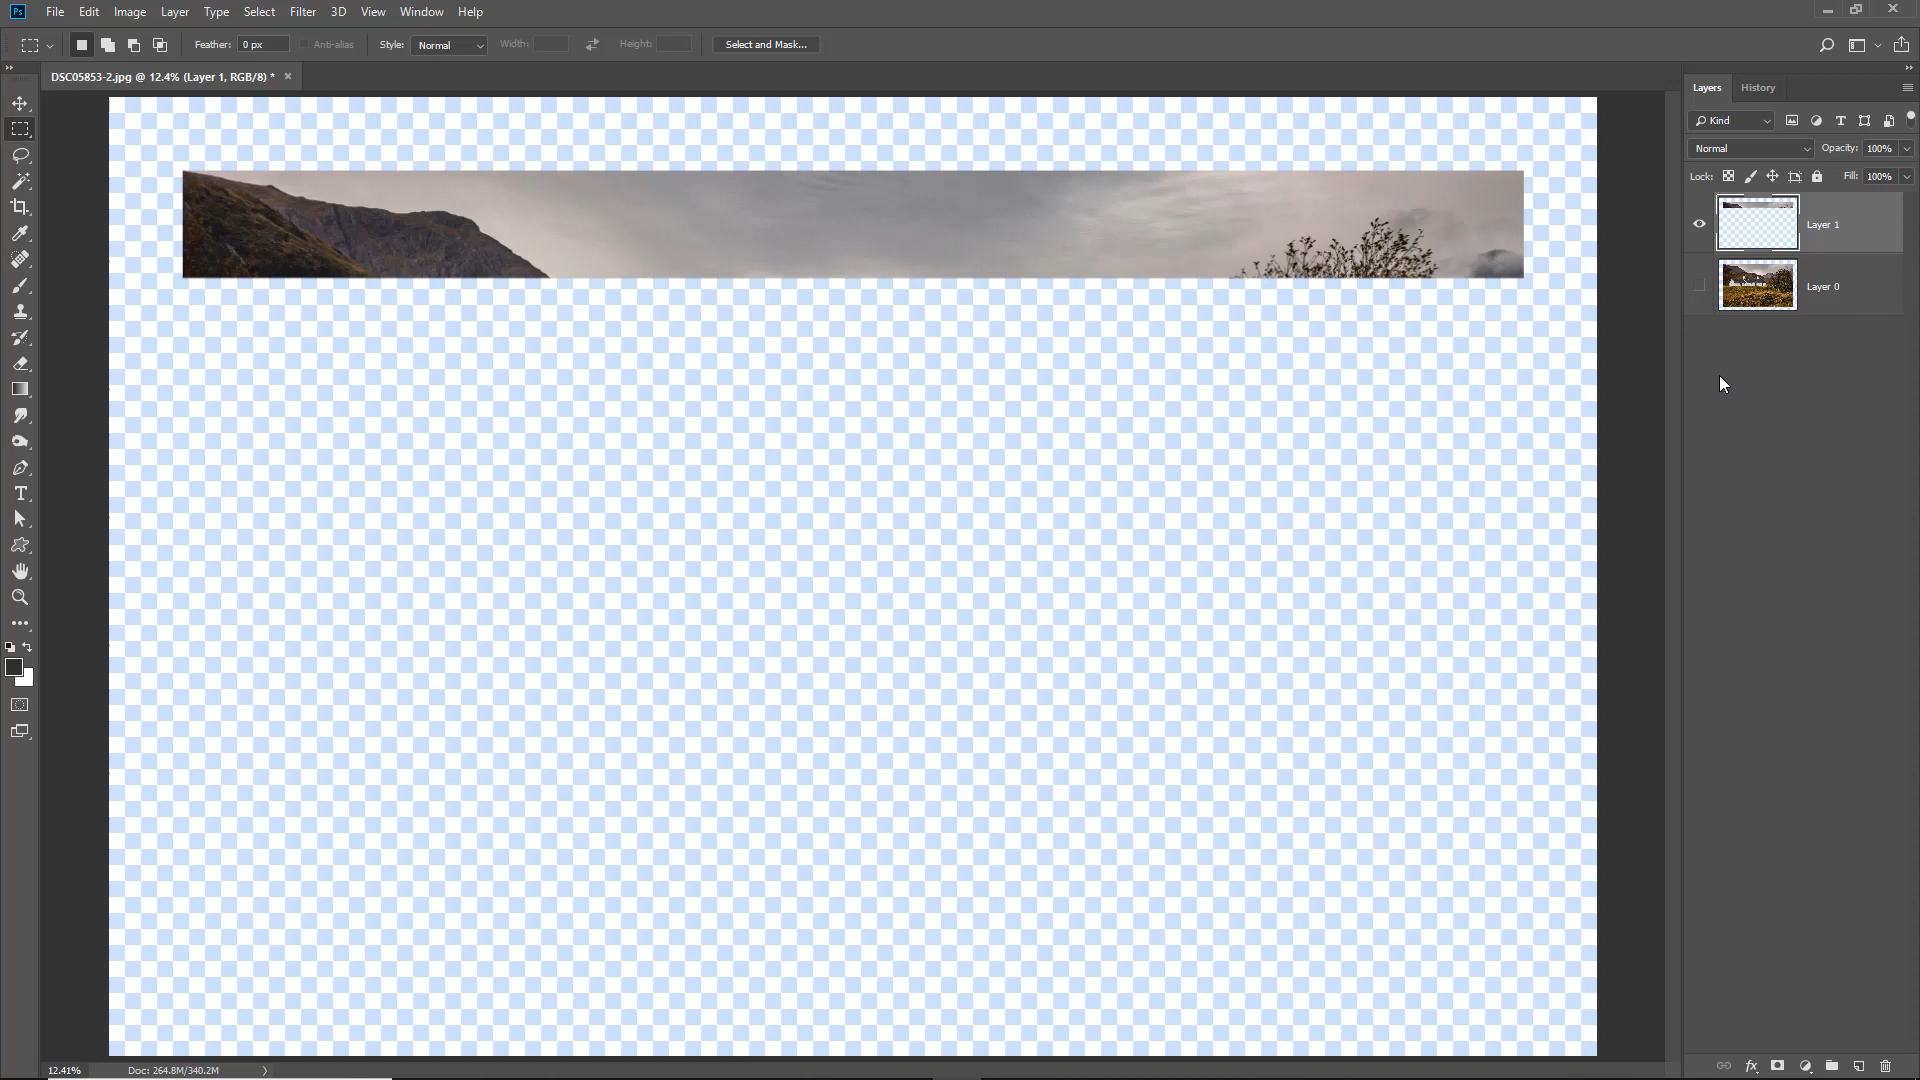 Ps File Edit Image Layer Type Select Filter 3D View Window Help
Feather: 0 px Anti-alias Style: Normal Width: Height: Select and Mask...
DSC05853-2.jpg @ 12.4% (Layer 1, RGB/8) *
Layers History
Kind
Normal Opacity: 100%
Lock: Fill: 100%
Layer 1
Layer 0
12.41% Doc: 264.8M/340.2M